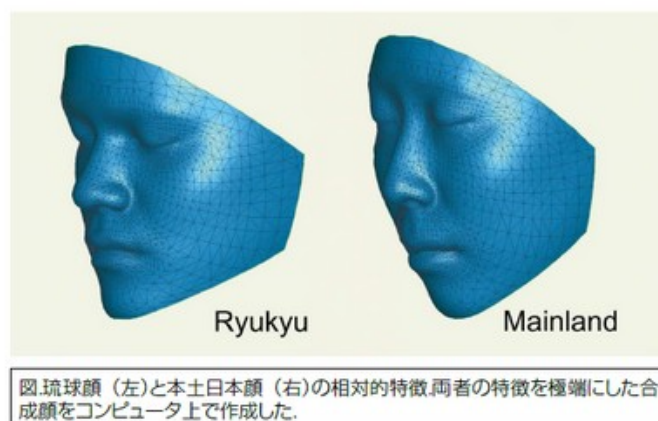 Ryukyu
Mainland
図.琉球顔（左）と本土日本顔（右）の相対的特徴.両者の特徴を極端にした合
成顔をコンピュータ上で作成した.